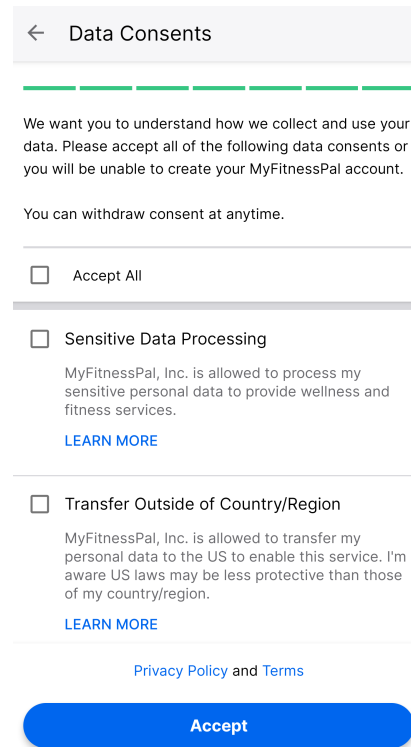 Data Consents
We want you to understand how we collect and use your
data. Please accept all of the following data consents or
you will be unable to create your MyFitnessPal account.
You can withdraw consent at anytime.
Accept All
Sensitive Data Processing
MyFitnessPal, Inc. is allowed to process my
sensitive personal data to provide wellness and
fitness services.
LEARN MORE
Transfer Outside of Country/Region
MyFitnessPal, Inc. is allowed to transfer my
personal data to the US to enable this service. I'm
aware US laws may be less protective than those
of my country/region.
LEARN MORE
Privacy Policy and Terms
Accept